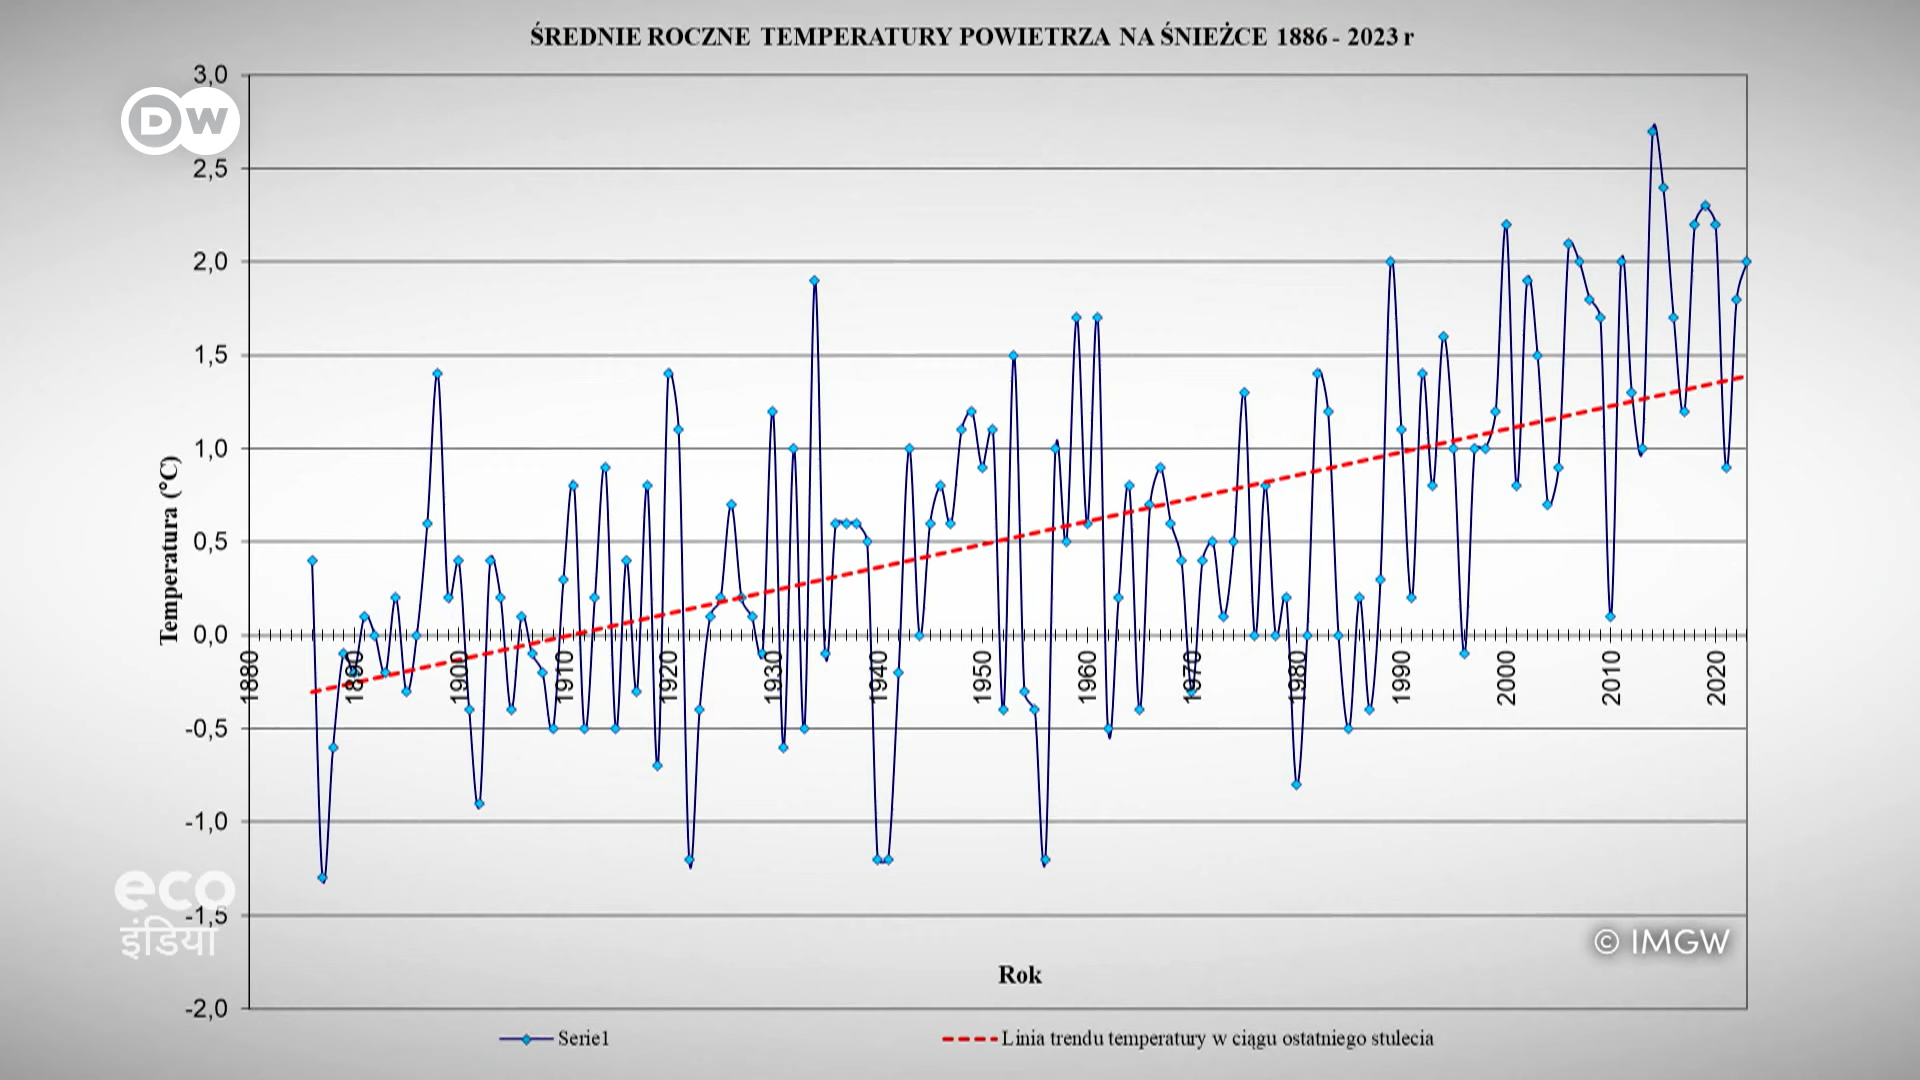 ŚREDNIE ROCZNE TEMPERATURY POWIETRZA NA ŚNIEŻCE 1886 - 2023 r
3,0
DW
2,5
2,0
1,5
1,0
0,5
0,0
-0,5
-1,0
-1,5
-2,0
Temperatura (°C)
1880
1890
1900
1910
1920
1930
1940
1950
1960
1970
1980
1990
2000
2010
2020
eco
इंडिया
© IMGW
Rok
Serie1
Linia trendu temperatury w ciągu ostatniego stulecia